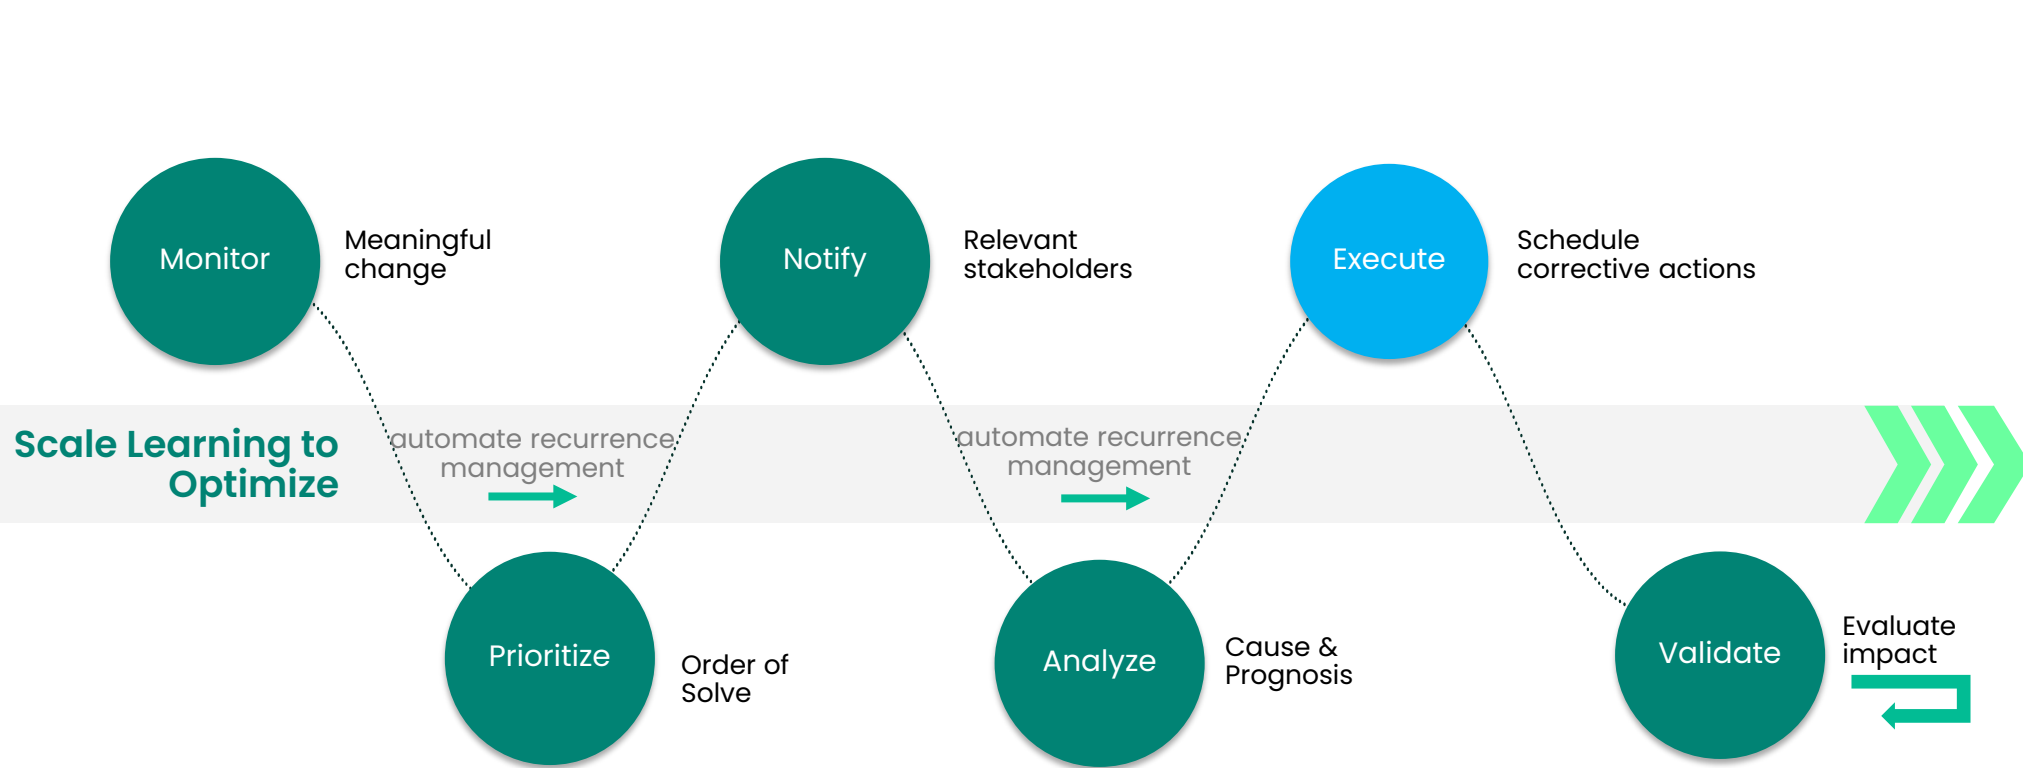 Monitor
Meaningful
change
Notify
Relevant
stakeholders
Execute
Schedule
corrective actions
Scale Learning to
Optimize
automate recurrence
management
automate recurrence
management
Prioritize
Order of
Solve
Analyze
Cause &
Prognosis
Validate
Evaluate
impact